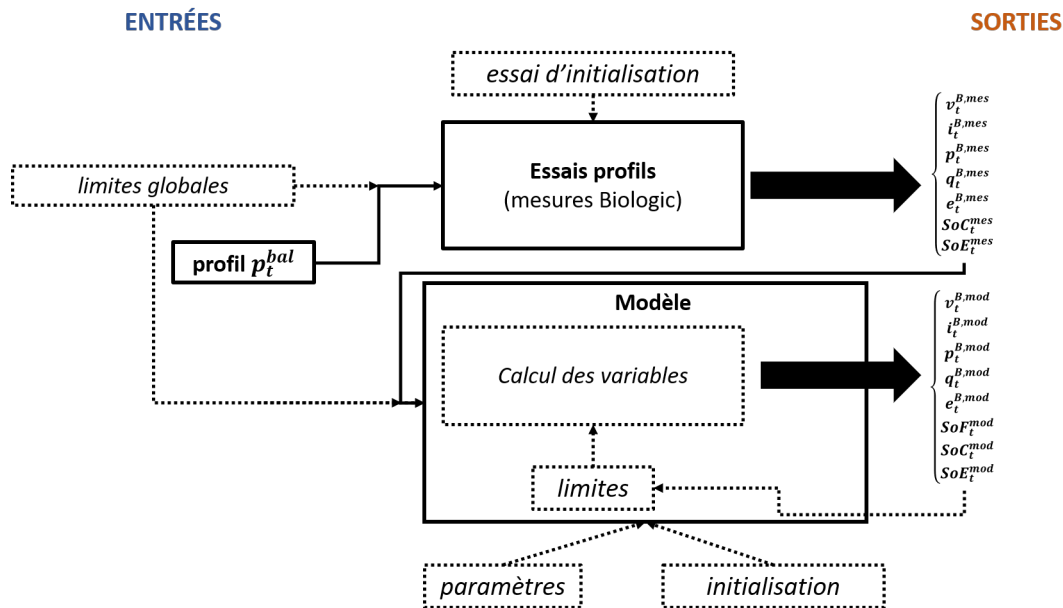 ENTRÉES
SORTIES
essai d'initialisation
Essais profils
(mesures Biologic)
limites globales
profil $p_t^{bal}$
$v_t^{B,mes}$
$i_t^{B,mes}$
$p_t^{B,mes}$
$q_t^{B,mes}$
$e_t^{B,mes}$
$SoC_t^{mes}$
$SoE_t^{mes}$
Modèle
Calcul des variables
limites
$v_t^{B,mod}$
$i_t^{B,mod}$
$p_t^{B,mod}$
$q_t^{B,mod}$
$e_t^{B,mod}$
$SoF_t^{mod}$
$SoC_t^{mod}$
$SoE_t^{mod}$
paramètres
initialisation